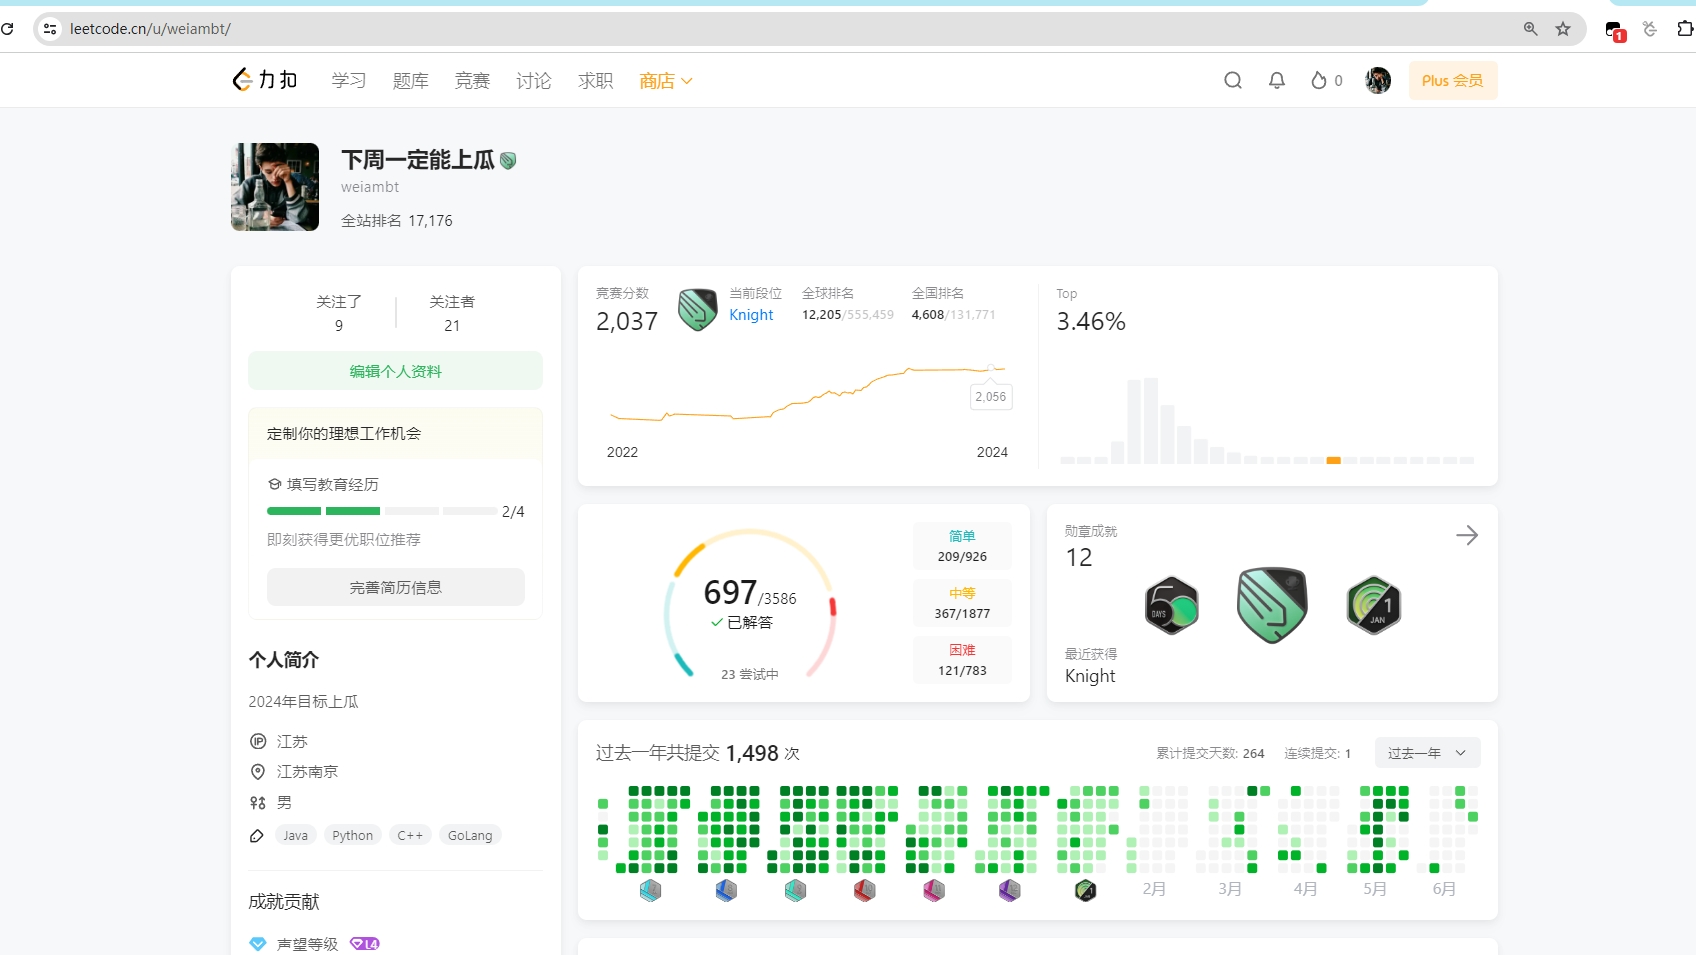 leetcode.cn/u/weiambt/
1
力扣 学习 题库 竞赛 讨论 求职 商店
0
Plus 会员
下周一定能上瓜
weiambt
全站排名 17,176
关注了 关注者
9 21
编辑个人资料
定制你的理想工作机会
填写教育经历
2/4
即刻获得更优职位推荐
完善简历信息
个人简介
2024年目标上瓜
江苏
江苏南京
男
Java Python C++ GoLang
成就贡献
声望等级 L4
竞赛分数 当前段位 全球排名 全国排名
2,037 Knight 12,205/555,459 4,608/131,771
2,056
2022 2024
Top
3.46%
697/3586
已解答
23 尝试中
简单
209/926
中等
367/1877
困难
121/783
勋章成就
12
50 DAYS
1 JAN
最近获得
Knight
过去一年共提交 1,498 次
累计提交天数: 264 连续提交: 1 过去一年
2月 3月 4月 5月 6月